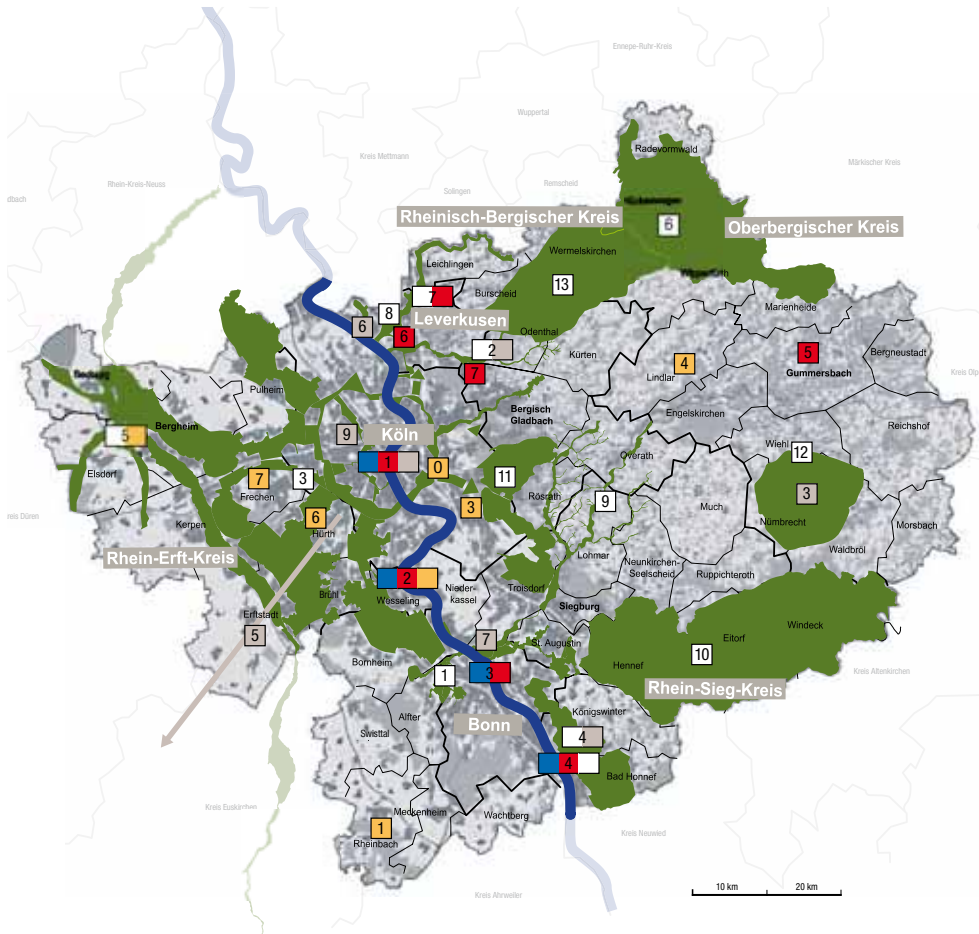 Ennepe-Ruhr-Kreis
Wuppertal
Radevormwald
Kreis Mettmann
Märkischer Kreis
Rhein-Kreis-Neuss
Solingen
Remscheid
dbach
Rheinisch-Bergischer Kreis
6
Oberbergischer Kreis
Wermelskirchen
Leichlingen
13
Burscheid
7
Marienheide
8
Leverkusen
6
6
Odenthal
2
Kürten
4
5
Bergneustadt
7
Lindlar
Gummersbach
Kreis Olp
Pulheim
Bergisch
Gladbach
Engelskirchen
Bergheim
5
9
Köln
Reichshof
Wiehl
12
Overath
1
0
Elsdorf
7
3
11
Frechen
Rösrath
9
3
Much
3
6
Nümbrecht
Kerpen
Hürth
Morsbach
reis Düren
Rhein-Erft-Kreis
Lohmar
Waldbröl
Neunkirchen-
Seelscheid
Ruppichteroth
2
Nieder-
kassel
Troisdorf
Brühl
Wesseling
Siegburg
Erftstadt
5
7
St. Augustin
Eitorf
Windeck
10
Bornheim
1
3
Hennef
Kreis Altenkirchen
Rhein-Sieg-Kreis
Alfter
Bonn
Königswinter
Swisttal
4
4
Bad Honnef
Kreis Euskirchen
Meckenheim
Wachtberg
1
Rheinbach
Kreis Neuwied
10 km
20 km
Kreis Ahrweiler